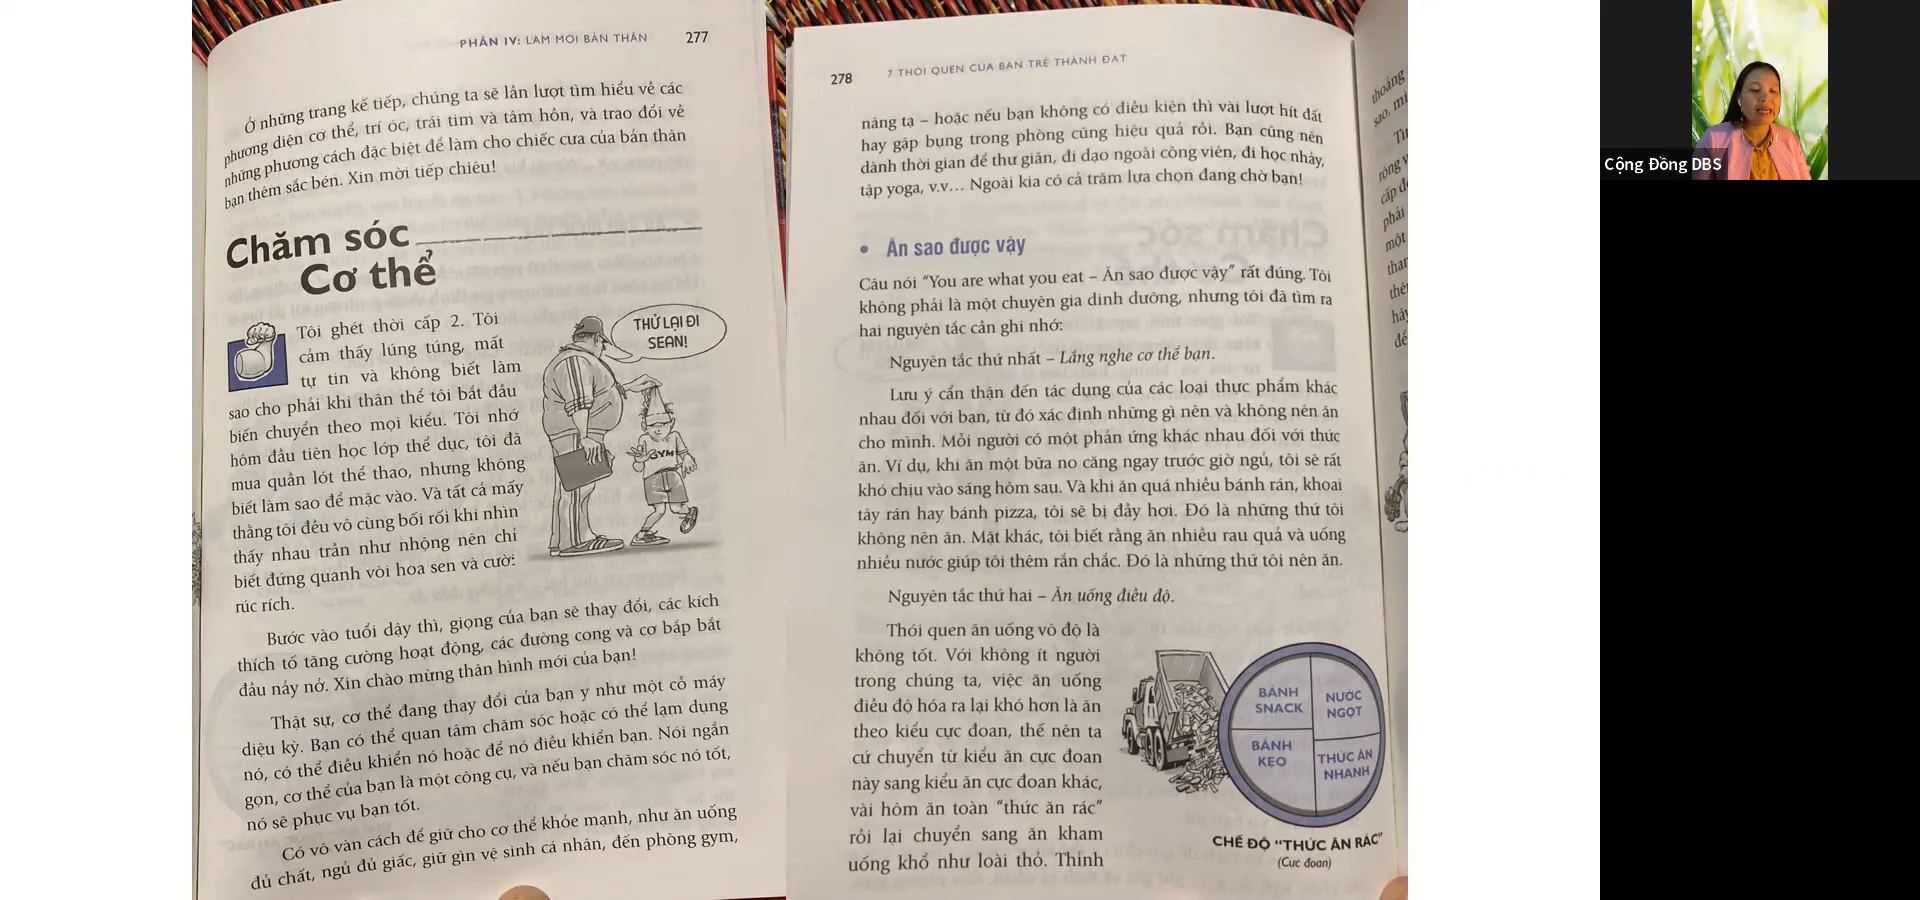 PHẦN IV: LÀM MỚI BẢN THÂN 277
Ở những trang kế tiếp, chúng ta sẽ lần lượt tìm hiểu về các
phương diện cơ thể, trí óc, trái tim và tâm hồn, và trao đổi về
những phương cách đặc biệt để làm cho chiếc cưa của bản thân
bạn thêm sắc bén. Xin mời tiếp chiêu!
Chăm sóc
Cơ thể
Tôi ghét thời cấp 2. Tôi
cảm thấy lúng túng, mất
tự tin và không biết làm
sao cho phải khi thân thể tôi bắt đầu
biến chuyển theo mọi kiểu. Tôi nhớ
hôm đầu tiên học lớp thể dục, tôi đã
mua quần lót thể thao, nhưng không
biết làm sao để mặc vào. Và tất cả mấy
thằng tôi đều vô cùng bối rối khi nhìn
thấy nhau trần như nhộng nên chỉ
biết đứng quanh vòi hoa sen và cười
rúc rích.
THỬ LẠI ĐI
SEAN!
GYM
Bước vào tuổi dậy thì, giọng của bạn sẽ thay đổi, các kích
thích tố tăng cường hoạt động, các đường cong và cơ bắp bắt
đầu nảy nở. Xin chào mừng thân hình mới của bạn!
Thật sự, cơ thể đang thay đổi của bạn y như một cỗ máy
diệu kỳ. Bạn có thể quan tâm chăm sóc hoặc có thể lạm dụng
nó, có thể điều khiển nó hoặc để nó điều khiển bạn. Nói ngắn
gọn, cơ thể của bạn là một công cụ, và nếu bạn chăm sóc nó tốt,
nó sẽ phục vụ bạn tốt.
Có vô vàn cách để giữ cho cơ thể khỏe mạnh, như ăn uống
đủ chất, ngủ đủ giấc, giữ gìn vệ sinh cá nhân, đến phòng gym,
278 7 THÓI QUEN CỦA BẠN TRẺ THÀNH ĐẠT
nâng tạ – hoặc nếu bạn không có điều kiện thì vài lượt hít đất
hay gập bụng trong phòng cũng hiệu quả rồi. Bạn cũng nên
dành thời gian để thư giãn, đi dạo ngoài công viên, đi học nhảy,
tập yoga, v.v… Ngoài kia có cả trăm lựa chọn đang chờ bạn!
• Ăn sao được vậy
Câu nói “You are what you eat – Ăn sao được vậy” rất đúng. Tôi
không phải là một chuyên gia dinh dưỡng, nhưng tôi đã tìm ra
hai nguyên tắc cần ghi nhớ:
Nguyên tắc thứ nhất – Lắng nghe cơ thể bạn.
Lưu ý cẩn thận đến tác dụng của các loại thực phẩm khác
nhau đối với bạn, từ đó xác định những gì nên và không nên ăn
cho mình. Mỗi người có một phản ứng khác nhau đối với thức
ăn. Ví dụ, khi ăn một bữa no căng ngay trước giờ ngủ, tôi sẽ rất
khó chịu vào sáng hôm sau. Và khi ăn quá nhiều bánh rán, khoai
tây rán hay bánh pizza, tôi sẽ bị đầy hơi. Đó là những thứ tôi
không nên ăn. Mặt khác, tôi biết rằng ăn nhiều rau quả và uống
nhiều nước giúp tôi thêm rắn chắc. Đó là những thứ tôi nên ăn.
Nguyên tắc thứ hai – Ăn uống điều độ.
Thói quen ăn uống vô độ là
không tốt. Với không ít người
trong chúng ta, việc ăn uống
điều độ hóa ra lại khó hơn là ăn
theo kiểu cực đoan, thế nên ta
cứ chuyển từ kiểu ăn cực đoan
này sang kiểu ăn cực đoan khác,
vài hôm ăn toàn “thức ăn rác”
rồi lại chuyển sang ăn kham
uống khổ như loài thỏ. Thỉnh
BÁNH
SNACK
NƯỚC
NGỌT
BÁNH
KẸO
THỨC ĂN
NHANH
CHẾ ĐỘ “THỨC ĂN RÁC”
(Cực đoan)
thoảng
sao, mi
cấp đ
phải
một
Cộng Đồng DBS